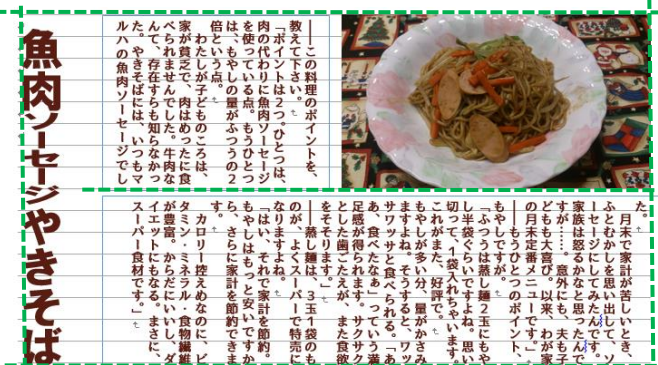 魚肉ソーセージやきそば
――この料理のポイントを、
教えて下さい。
「ポイントは2つ。ひとつは、
肉の代わりに魚肉ソーセージ
を使っている点。もうひとつ
は、もやしの量がふつうの2
倍という点。
　わたしが子どものころは、
家が貧乏で、肉はめったに食
べられませんでした。牛肉な
んて、存在すらも知らなかっ
た。やきそばには、いつもマ
ルハの魚肉ソーセージでし
た。
　月末で家計が苦しいとき、
ふとむかしを思い出して、ソ
ーセージにしてみたんです。
家族は怒るかなと思ったんで
すが……。意外にも、夫も子
どもも大喜び。以来、わが家
の月末定番メニューです。」
――もうひとつのポイント、
もやしですが。
「ふつうは蒸し麺2玉にもや
し半袋ぐらいですよね。思い
切って、1袋入れちゃいます。
これがまた、好評で。
もやしが多い分、量がかさみ
ますよね。そうすると、ワッ
サワッサと食べられる。「あ
あ、食べたなぁ」っていう満
足感が得られます。サクサク
とした歯ごたえが、また食欲
をそそります。」
――蒸し麺は、3玉1袋のも
のが、よくスーパーで特売に
なりますよね。
「はい、それで家計を節約。
もやしはもっと安いですか
ら、さらに家計を節約できま
す。
　カロリー控えめなのに、ビ
タミン・ミネラル・食物繊維
が豊富。からだにいいし、ダ
イエットにもなる。まさに、
スーパー食材です。」